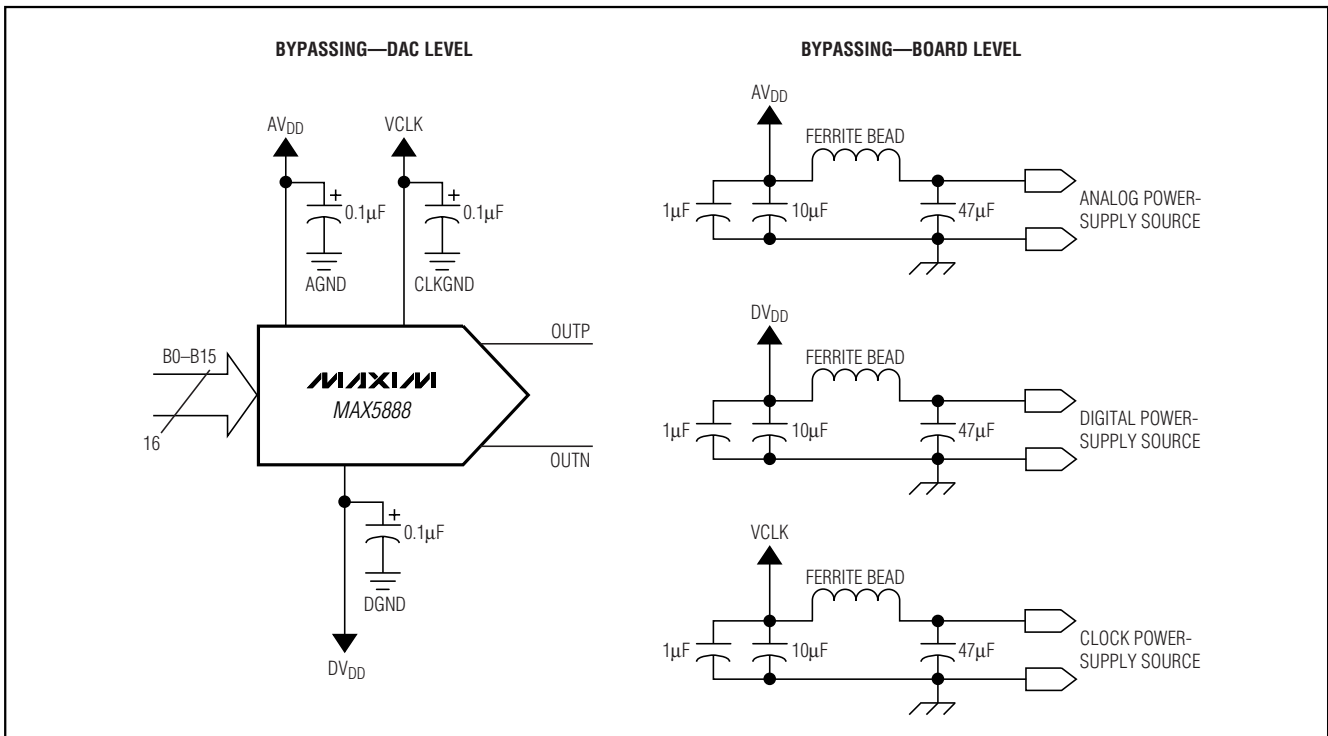 BYPASSING—DAC LEVEL
AVDD
VCLK
+
0.1µF
+
0.1µF
AGND
CLKGND
B0–B15
16
MAXIM
MAX5888
OUTP
OUTN
+
0.1µF
DGND
DVDD
BYPASSING—BOARD LEVEL
AVDD
FERRITE BEAD
1µF
10µF
47µF
ANALOG POWER-
SUPPLY SOURCE
DVDD
FERRITE BEAD
1µF
10µF
47µF
DIGITAL POWER-
SUPPLY SOURCE
VCLK
FERRITE BEAD
1µF
10µF
47µF
CLOCK POWER-
SUPPLY SOURCE